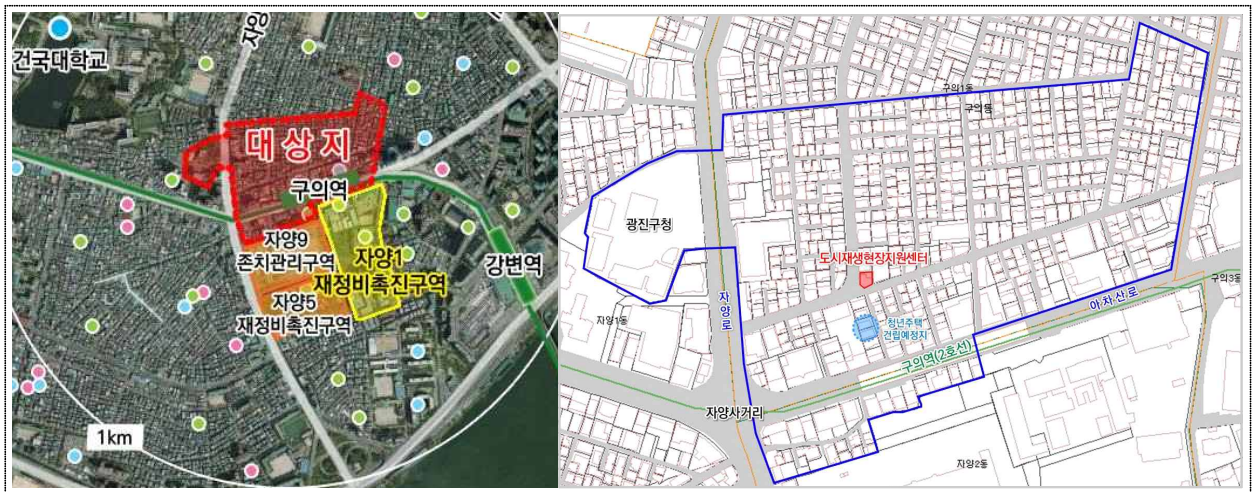 건국대학교
자양
대상지
구의역
자양9
존치관리구역
자양1
재정비촉진구역
강변역
자양5
재정비촉진구역
1km
구의1동
구의동
광진구청
도시재생현장지원센터
자양1동
자양로
청년주택
건립예정지
아차산로
구의3동
구의역(2호선)
자양사거리
자양2동